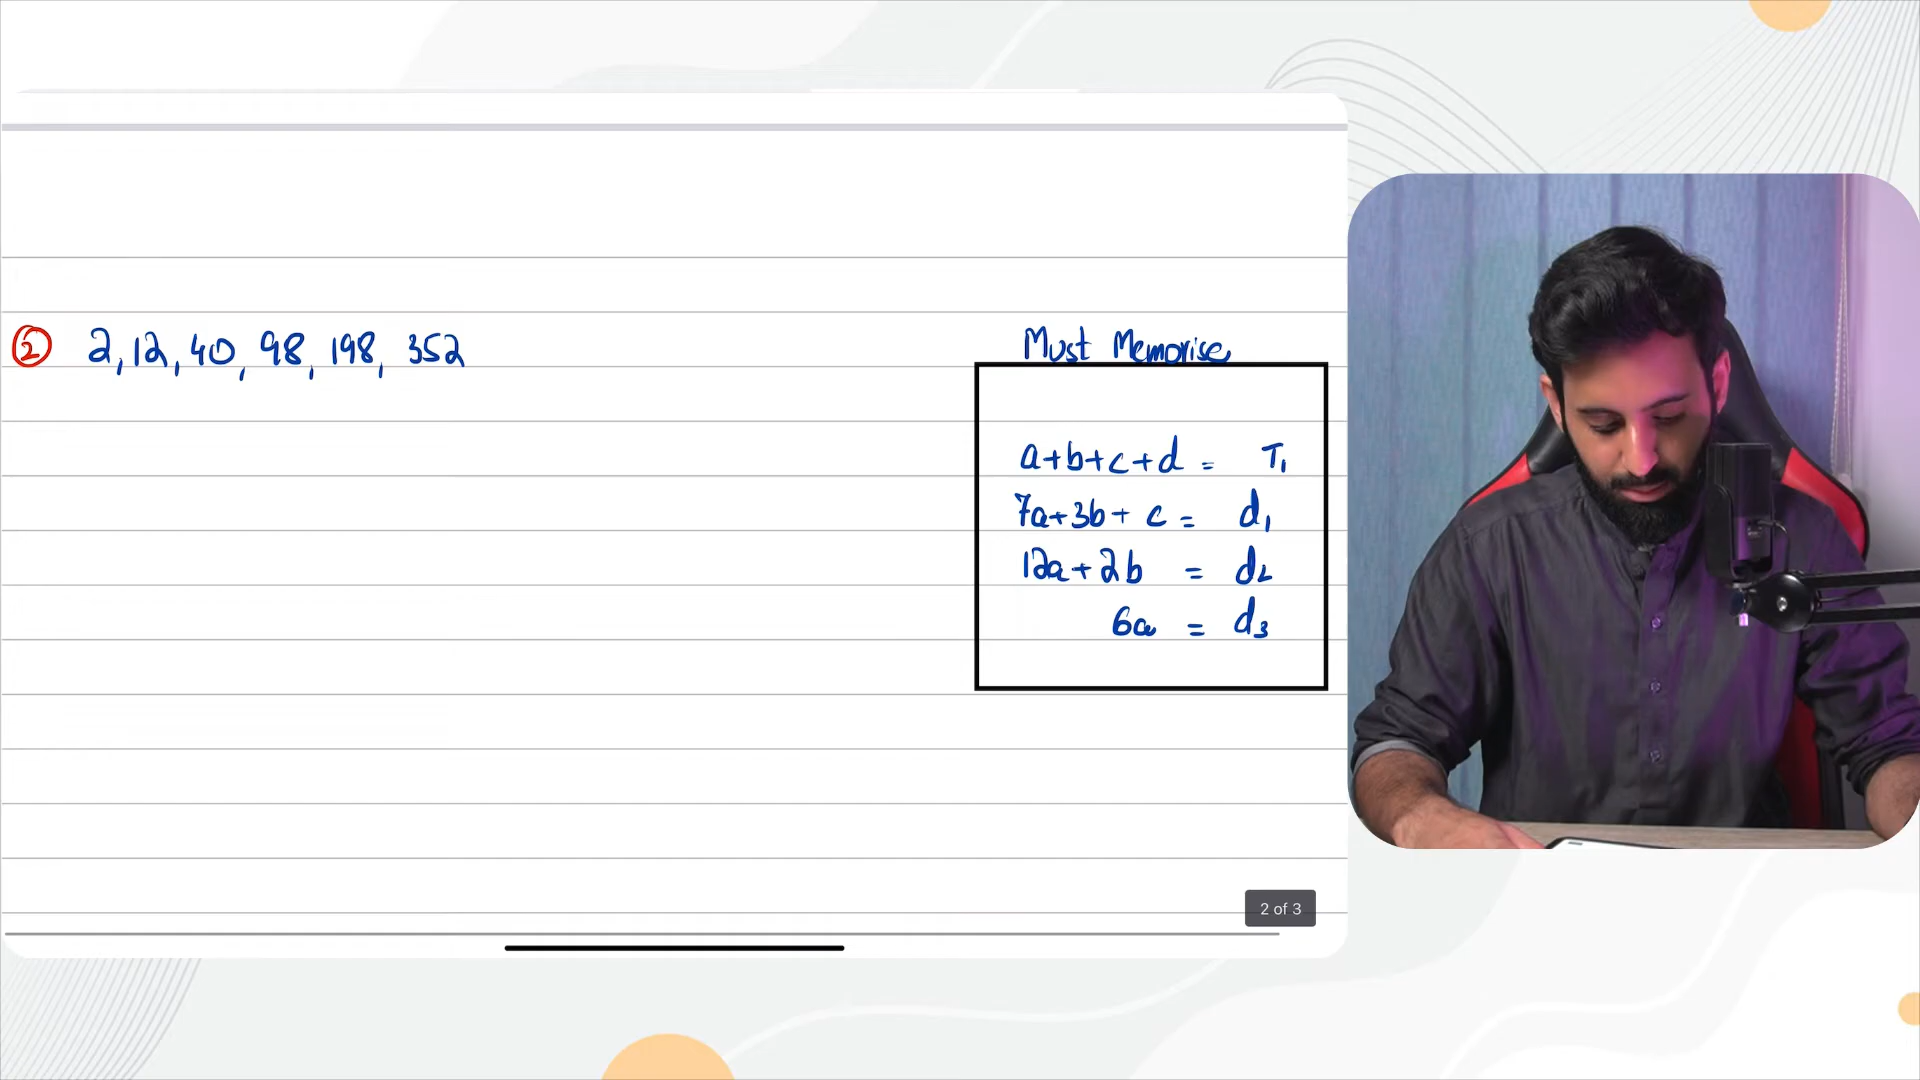 ② 2, 12, 40, 98, 198, 352
Must Memorise
a+b+c+d = T₁
7a+3b+c = d₁
12a+2b = d₂
6a = d₃
2 of 3